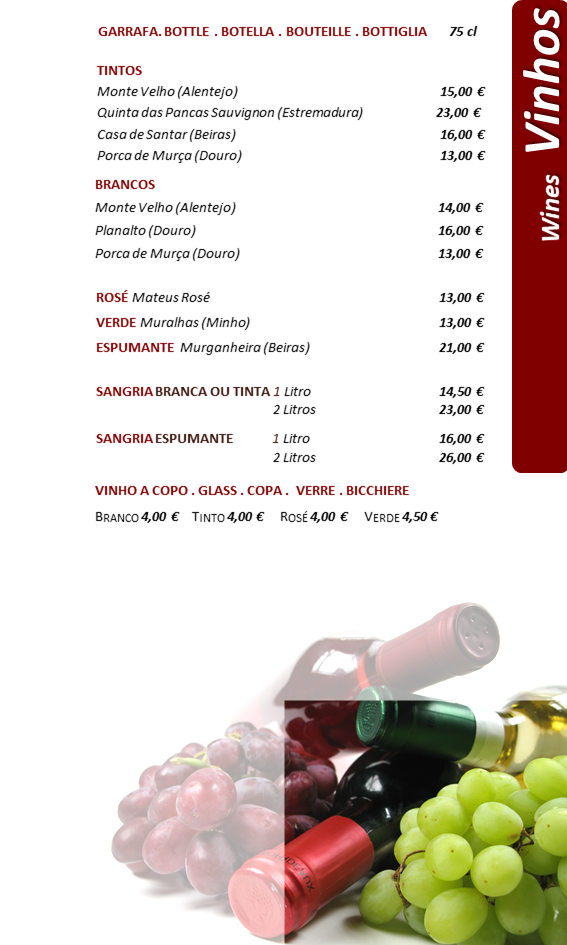 GARRAFA. BOTTLE . BOTELLA . BOUTEILLE . BOTTIGLIA 75 cl
TINTOS
Monte Velho (Alentejo) 15,00 €
Quinta das Pancas Sauvignon (Estremadura) 23,00 €
Casa de Santar (Beiras) 16,00 €
Porca de Murça (Douro) 13,00 €
BRANCOS
Monte Velho (Alentejo) 14,00 €
Planalto (Douro) 16,00 €
Porca de Murça (Douro) 13,00 €
ROSÉ Mateus Rosé 13,00 €
VERDE Muralhas (Minho) 13,00 €
ESPUMANTE Murganheira (Beiras) 21,00 €
SANGRIA BRANCA OU TINTA 1 Litro 14,50 €
2 Litros 23,00 €
SANGRIA ESPUMANTE 1 Litro 16,00 €
2 Litros 26,00 €
VINHO A COPO . GLASS . COPA . VERRE . BICCHIERE
BRANCO 4,00 € TINTO 4,00 € ROSÉ 4,00 € VERDE 4,50 €
Wines Vinhos